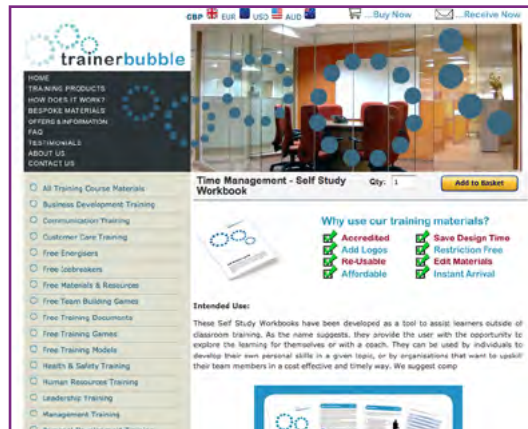 GBP EUR USD AUD ...Buy Now ...Receive Now
trainerbubble
HOME
TRAINING PRODUCTS
HOW DOES IT WORK?
BESPOKE MATERIALS
OFFERS & INFORMATION
FAQ
TESTIMONIALS
ABOUT US
CONTACT US
Time Management - Self Study
Workbook
Qty: 1
Add to Basket
All Training Course Materials
Business Development Training
Communication Training
Customer Care Training
Free Energisers
Free Icebreakers
Free Materials & Resources
Free Team Building Games
Free Training Documents
Free Training Games
Free Training Models
Health & Safety Training
Human Resources Training
Leadership Training
Management Training
Why use our training materials?
Accredited Save Design Time
Add Logos Restriction Free
Re-Usable Edit Materials
Affordable Instant Arrival
Intended Use:
These Self Study Workbooks have been developed as a tool to assist learners outside of
classroom training. As the name suggests, they provide the user with the opportunity to
explore the learning for themselves or with a coach. They can be used by individuals to
develop their own personal skills in a given topic, or by organisations that want to upskill
their team members in a cost effective and timely way. We suggest comp